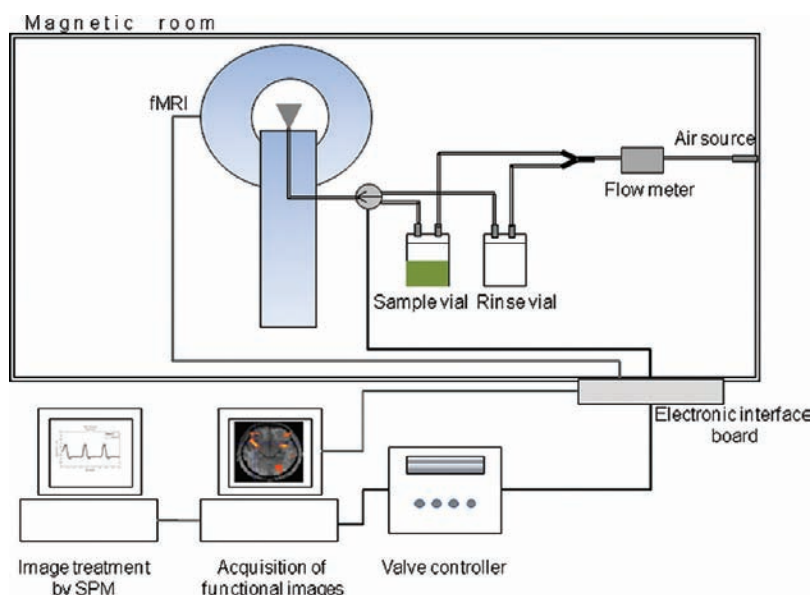 Magnetic room
fMRI
Air source
Flow meter
Sample vial
Rinse vial
Electronic interface
board
Image treatment
by SPM
Acquisition of
functional images
Valve controller